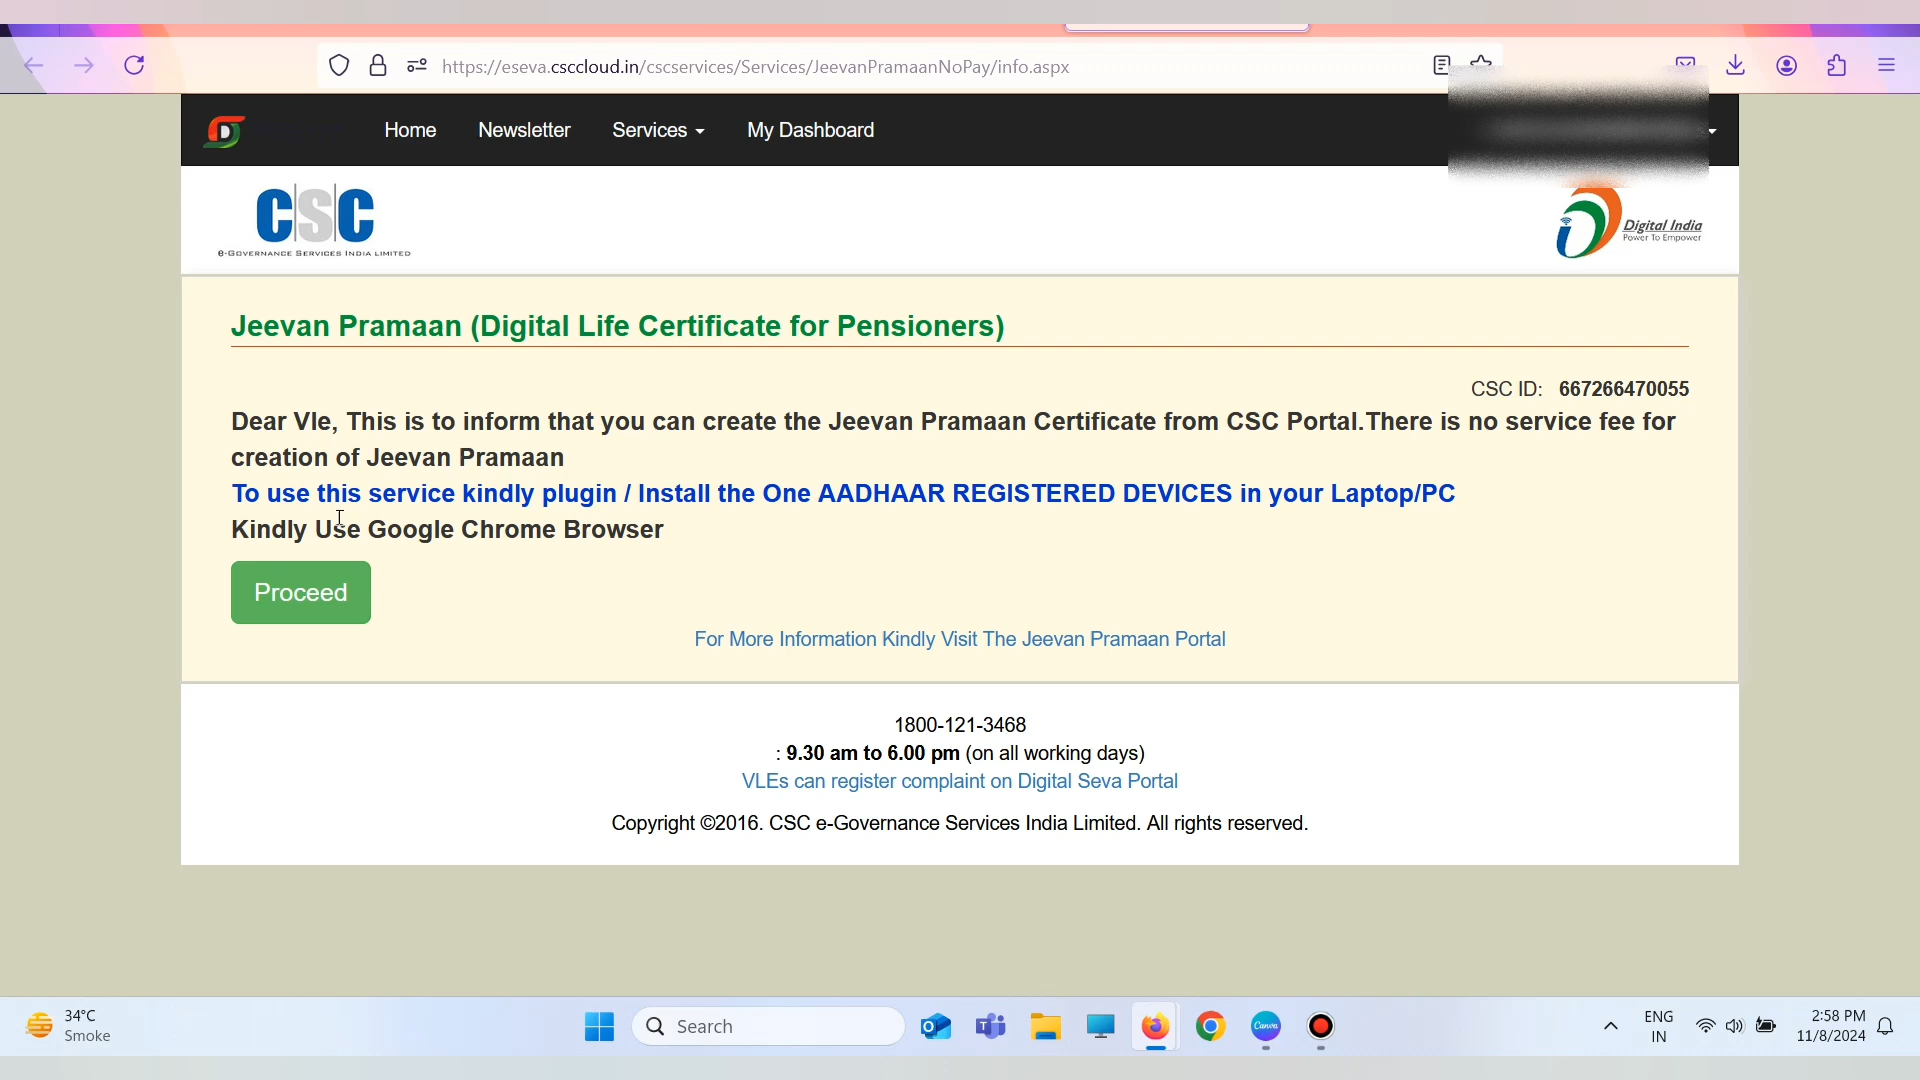 https://eseva.csccloud.in/cscservices/Services/JeevanPramaanNoPay/info.aspx
Home Newsletter Services My Dashboard
CSC
e-Governance Services India Limited
Digital India
Power To Empower
Jeevan Pramaan (Digital Life Certificate for Pensioners)
CSC ID: 667266470055
Dear Vle, This is to inform that you can create the Jeevan Pramaan Certificate from CSC Portal.There is no service fee for
creation of Jeevan Pramaan
To use this service kindly plugin / Install the One AADHAAR REGISTERED DEVICES in your Laptop/PC
Kindly Use Google Chrome Browser
Proceed
For More Information Kindly Visit The Jeevan Pramaan Portal
1800-121-3468
: 9.30 am to 6.00 pm (on all working days)
VLEs can register complaint on Digital Seva Portal
Copyright ©2016. CSC e-Governance Services India Limited. All rights reserved.
34°C
Smoke
Search
Canva
ENG
IN
2:58 PM
11/8/2024